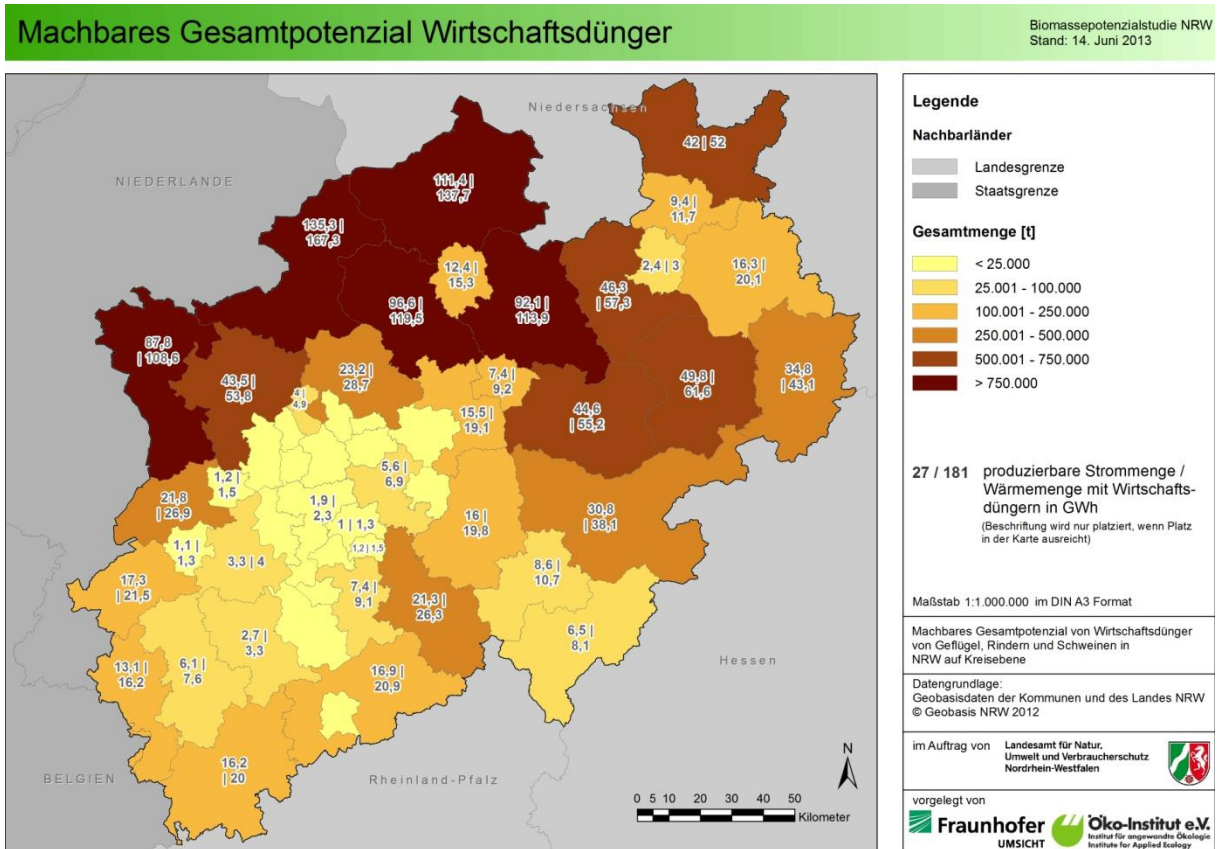 Machbares Gesamtpotenzial Wirtschaftsdünger
Biomassepotenzialstudie NRW
Stand: 14. Juni 2013
Niedersachsen
NIEDERLANDE
42 | 52
111,4 |
137,7
9,4 |
11,7
135,3 |
167,3
12,4 |
15,3
2,4 | 3
16,3 |
20,1
46,3
| 57,3
96,6 |
119,5
92,1 |
113,9
87,8
| 108,6
43,5 |
53,8
23,2 |
28,7
7,4 |
9,2
49,8 |
61,6
34,8
| 43,1
4 |
4,9
15,5 |
19,1
44,6
| 55,2
1,2 |
1,5
5,6 |
6,9
21,8
| 26,9
1,9 |
2,3
1 | 1,3
16 |
19,8
30,8
| 38,1
1,1 |
1,3
1,2 | 1,5
3,3 | 4
8,6 |
10,7
17,3
| 21,5
7,4 |
9,1
21,3 |
26,3
2,7 |
3,3
6,5 |
8,1
13,1 |
16,2
6,1 |
7,6
16,9 |
20,9
Hessen
16,2
| 20
BELGIEN
Rheinland-Pfalz
N
0 5 10 20 30 40 50
Kilometer
Legende
Nachbarländer
Landesgrenze
Staatsgrenze
Gesamtmenge [t]
< 25.000
25.001 - 100.000
100.001 - 250.000
250.001 - 500.000
500.001 - 750.000
> 750.000
27 / 181 produzierbare Strommenge /
Wärmemenge mit Wirtschafts-
düngern in GWh
(Beschriftung wird nur platziert, wenn Platz
in der Karte ausreicht)
Maßstab 1:1.000.000 im DIN A3 Format
Machbares Gesamtpotenzial von Wirtschaftsdünger
von Geflügel, Rindern und Schweinen in
NRW auf Kreisebene
Datengrundlage:
Geobasisdaten der Kommunen und des Landes NRW
© Geobasis NRW 2012
im Auftrag von
Landesamt für Natur,
Umwelt und Verbraucherschutz
Nordrhein-Westfalen
vorgelegt von
Fraunhofer
UMSICHT
Öko-Institut e.V.
Institut für angewandte Ökologie
Institute for Applied Ecology